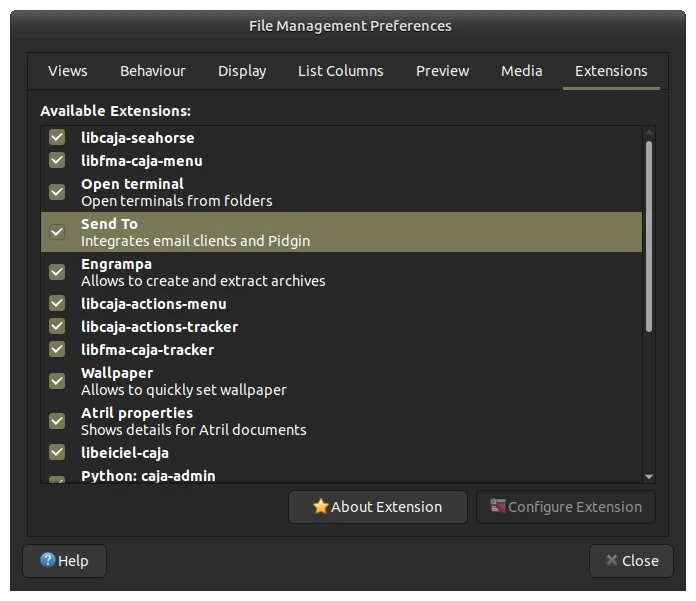 File Management Preferences
Views Behaviour Display List Columns Preview Media Extensions
Available Extensions:
libcaja-seahorse
libfma-caja-menu
Open terminal
Open terminals from folders
Send To
Integrates email clients and Pidgin
Engrampa
Allows to create and extract archives
libcaja-actions-menu
libcaja-actions-tracker
libfma-caja-tracker
Wallpaper
Allows to quickly set wallpaper
Atril properties
Shows details for Atril documents
libeiciel-caja
Python: caja-admin
About Extension Configure Extension
Help Close